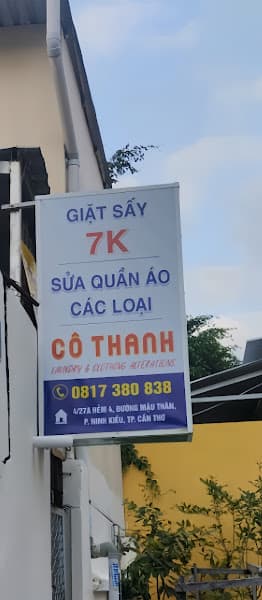 GIẶT SẤY
7K
SỬA QUẦN ÁO
CÁC LOẠI
CÔ THANH
LAUNDRY & CLOTHING ALTERATIONS
0817 380 838
4/27A HẺM 4, ĐƯỜNG MẬU THÂN,
P. NINH KIỀU, TP. CẦN THƠ